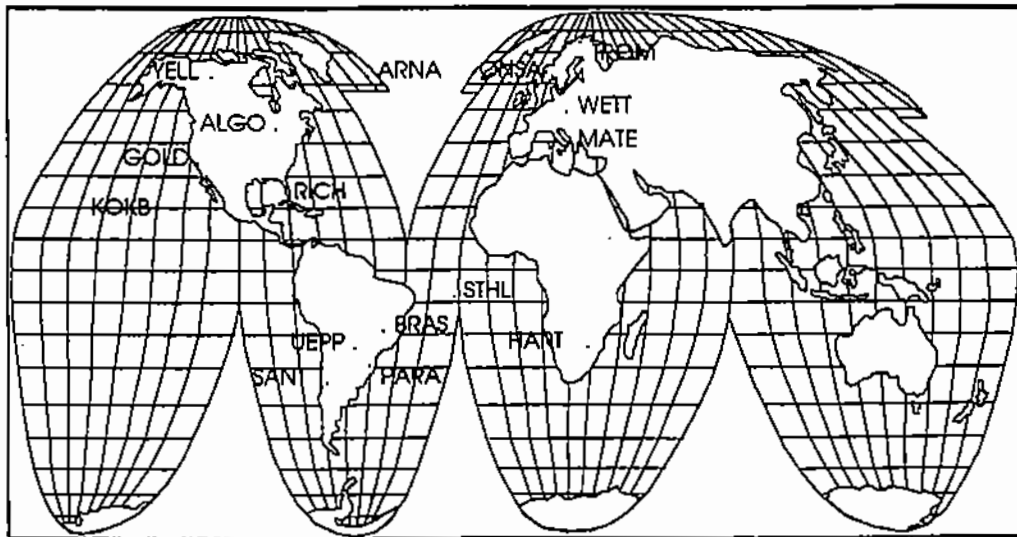 YELL
ARNA
ONSA
TROM
ALGO
WETT
GOLD
MATE
KOKB
RICH
STHL
UEPP
BRAS
HART
SANT
PARA